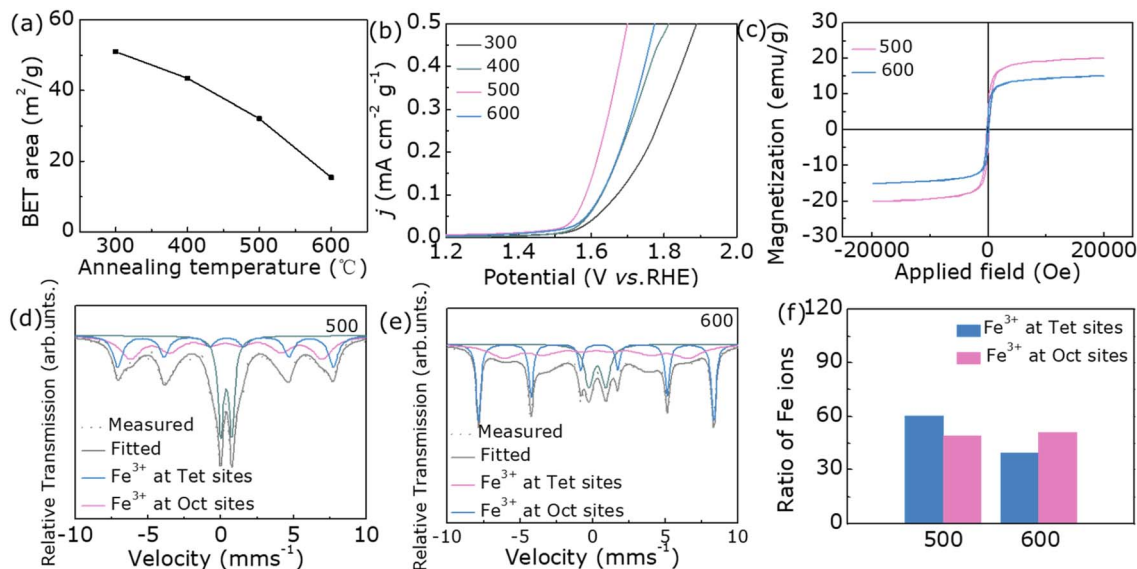 (a)
60
40
20
0
BET area (m²/g)
300 400 500 600
Annealing temperature (℃)
(b)
0.5
0.4
0.3
0.2
0.1
0.0
j (mA cm⁻² g⁻¹)
300
400
500
600
1.2 1.4 1.6 1.8 2.0
Potential (V vs.RHE)
(c)
30
20
10
0
-10
-20
-30
Magnetization (emu/g)
500
600
-20000 0 20000
Applied field (Oe)
(d)
500
Relative Transmission (arb.unts.)
Measured
Fitted
Fe³⁺ at Tet sites
Fe³⁺ at Oct sites
-10 -5 0 5 10
Velocity (mms⁻¹)
(e)
600
Relative Transmission (arb.unts.)
Measured
Fitted
Fe³⁺ at Tet sites
Fe³⁺ at Oct sites
-10 -5 0 5 10
Velocity (mms⁻¹)
(f)
120
90
60
30
0
Ratio of Fe ions
Fe³⁺ at Tet sites
Fe³⁺ at Oct sites
500 600